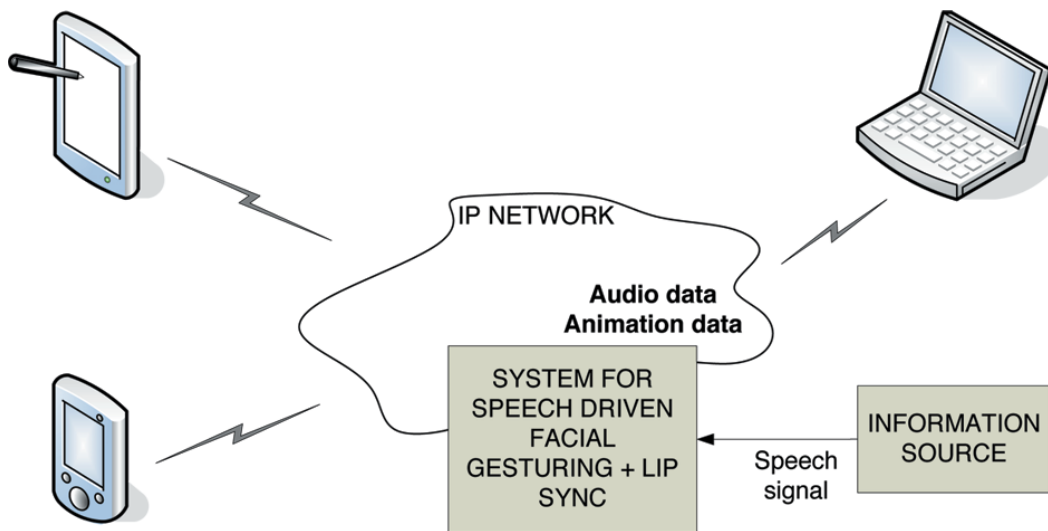 IP NETWORK
Audio data
Animation data
SYSTEM FOR
SPEECH DRIVEN
FACIAL
GESTURING + LIP
SYNC
Speech
signal
INFORMATION
SOURCE